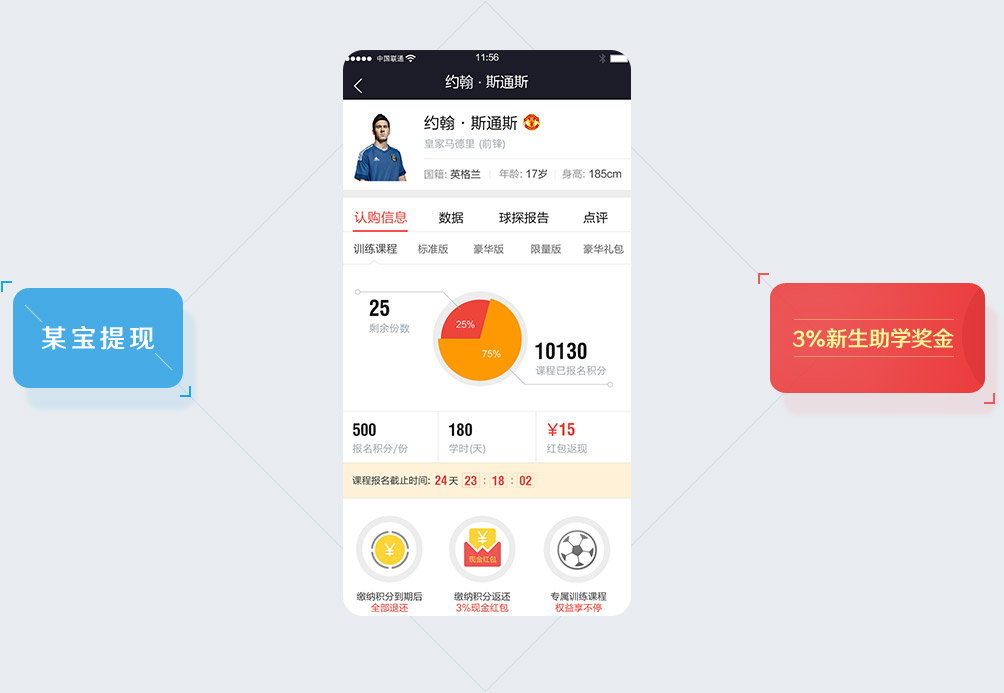 中国联通
11:56
约翰 · 斯通斯
约翰 · 斯通斯
皇家马德里 (前锋)
国籍: 英格兰 年龄: 17岁 身高: 185cm
认购信息 数据 球探报告 点评
训练课程 标准版 豪华版 限量版 豪华礼包
25
剩余份数
25%
75%
10130
课程已报名积分
某宝提现
3%新生助学奖金
500 180 ¥15
报名积分/份 学时(天) 红包返现
课程报名截止时间: 24天 23 : 18 : 02
¥ ¥
现金红包
缴纳积分到期后 缴纳积分返还 专属训练课程
全部退还 3%现金红包 权益享不停